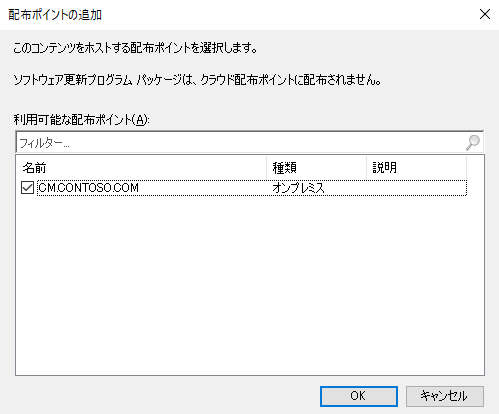 配布ポイントの追加
このコンテンツをホストする配布ポイントを選択します。
ソフトウェア更新プログラム パッケージは、クラウド配布ポイントに配布されません。
利用可能な配布ポイント(A):
フィルター...
名前 種類 説明
CM.CONTOSO.COM オンプレミス
OK キャンセル